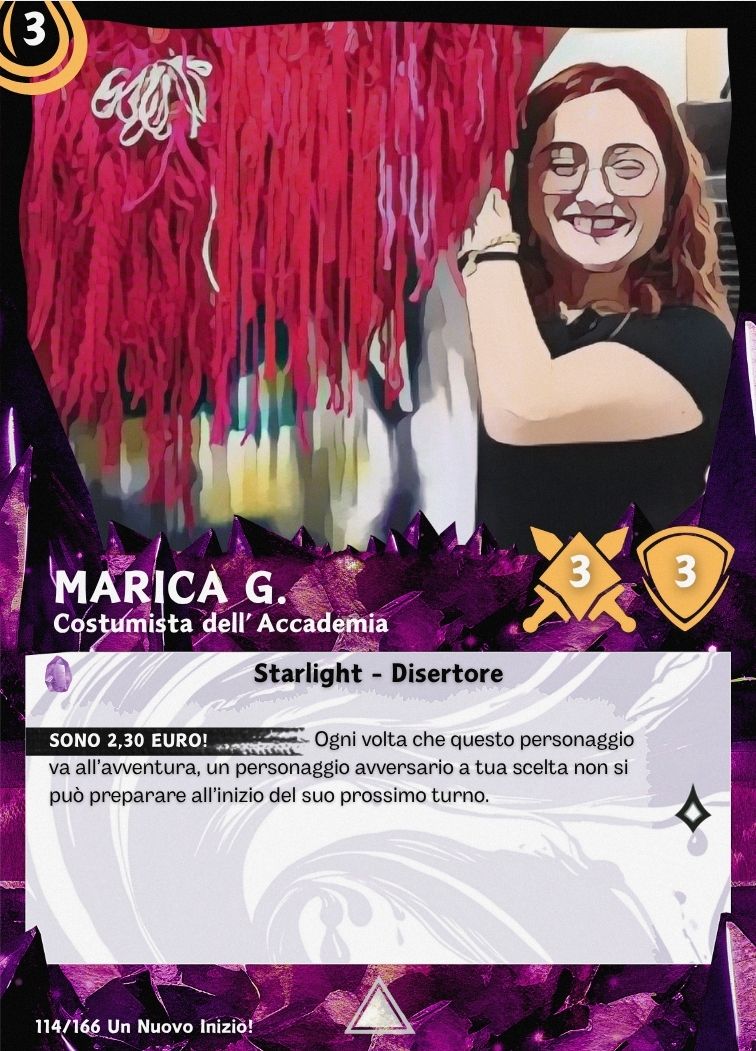 3
MARICA G.
Costumista dell'Accademia
3
3
Starlight - Disertore
SONO 2,30 EURO! Ogni volta che questo personaggio
va all'avventura, un personaggio avversario a tua scelta non si
può preparare all'inizio del suo prossimo turno.
114/166 Un Nuovo Inizio!